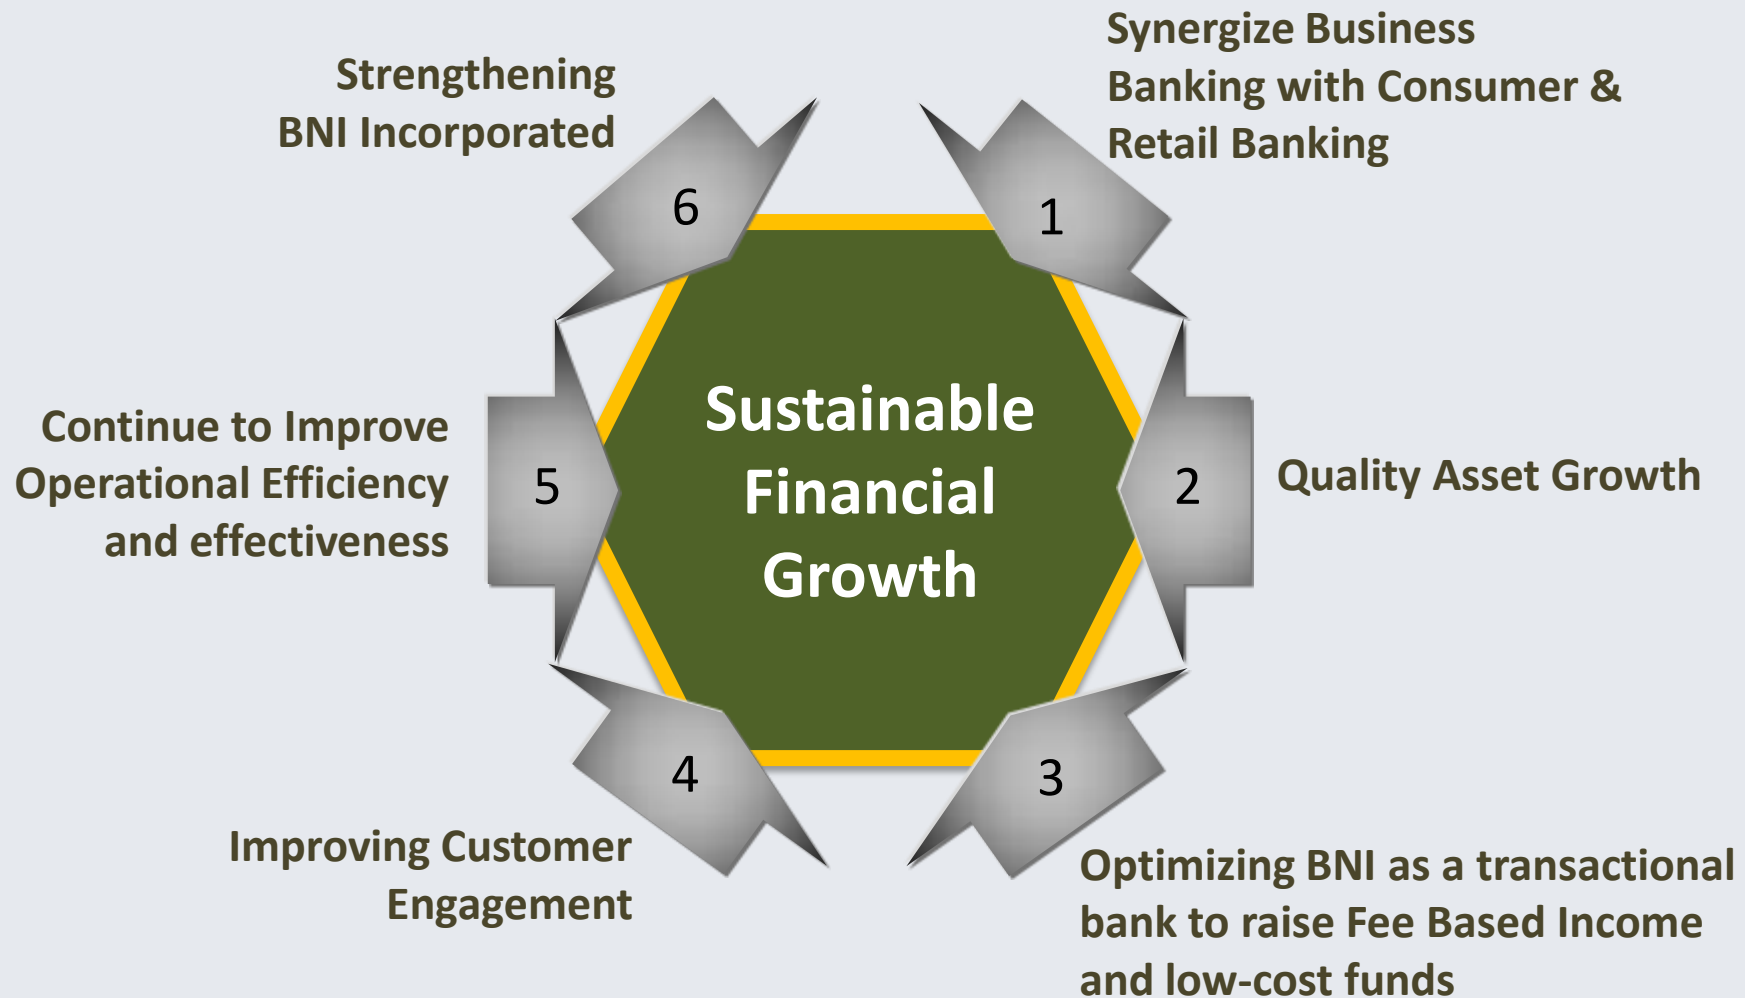 Synergize Business
Banking with Consumer &
Retail Banking
1
Quality Asset Growth
2
Optimizing BNI as a transactional
bank to raise Fee Based Income
and low-cost funds
3
Improving Customer
Engagement
4
Continue to Improve
Operational Efficiency
and effectiveness
5
Strengthening
BNI Incorporated
6
Sustainable
Financial
Growth